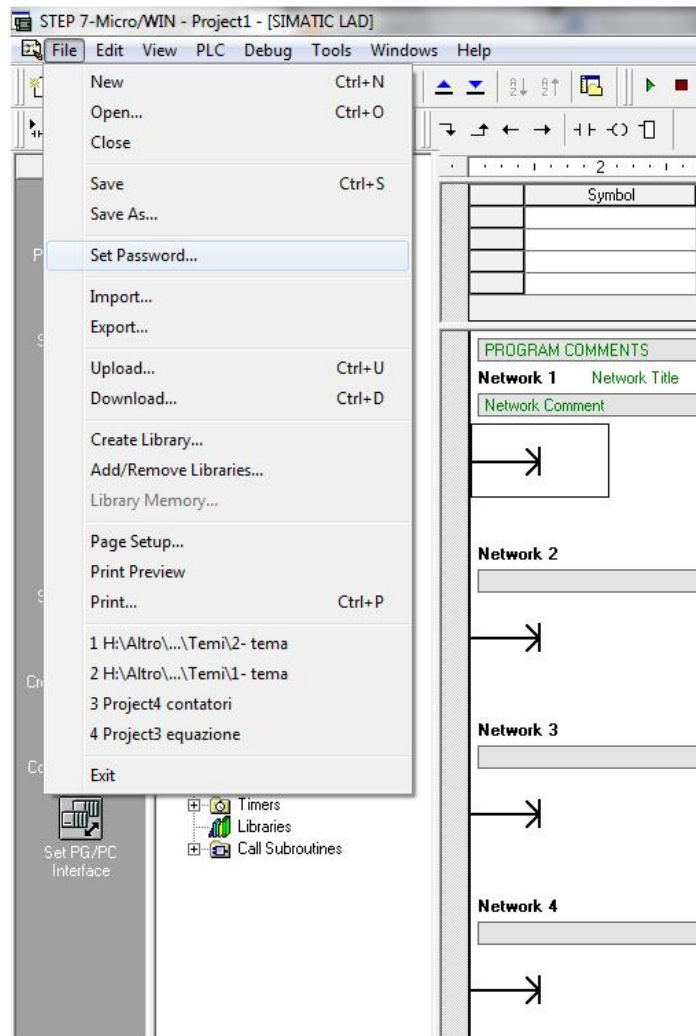 STEP 7-Micro/WIN - Project1 - [SIMATIC LAD]
File Edit View PLC Debug Tools Windows Help
New Ctrl+N
Open... Ctrl+O
Close
Save Ctrl+S
Save As...
Set Password...
Import...
Export...
Upload... Ctrl+U
Download... Ctrl+D
Create Library...
Add/Remove Libraries...
Library Memory...
Page Setup...
Print Preview
Print... Ctrl+P
1 H:\Altro\...\Temi\2- tema
2 H:\Altro\...\Temi\1- tema
3 Project4 contatori
4 Project3 equazione
Exit
Set PG/PC
Interface
Timers
Libraries
Call Subroutines
2
Symbol
PROGRAM COMMENTS
Network 1 Network Title
Network Comment
Network 2
Network 3
Network 4